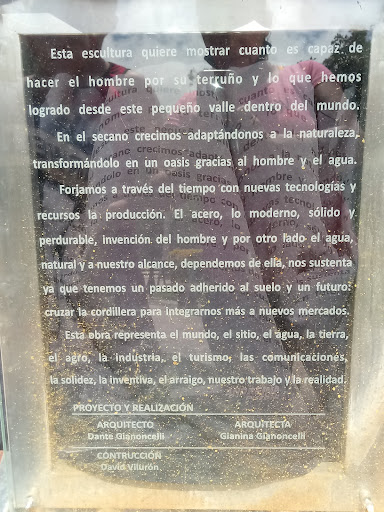 Esta escultura quiere mostrar cuanto es capaz de
hacer el hombre por su terruño y lo que hemos
logrado desde este pequeño valle dentro del mundo.
En el secano crecimos adaptándonos a la naturaleza,
transformándolo en un oasis gracias al hombre y el agua.
Forjamos a través del tiempo con nuevas tecnologías y
recursos la producción. El acero, lo moderno, sólido y
perdurable, invención del hombre y por otro lado el agua,
natural y a nuestro alcance, dependemos de ella, nos sustenta
ya que tenemos un pasado adherido al suelo y un futuro:
cruzar la cordillera para integrarnos más a nuevos mercados.
Esta obra representa el mundo, el sitio, el agua, la tierra,
el agro, la industria, el turismo, las comunicaciones,
la solidez, la inventiva, el arraigo, nuestro trabajo y la realidad.
PROYECTO Y REALIZACIÓN
ARQUITECTO ARQUITECTA
Dante Gianoncelli Gianina Gianoncelli
CONTRUCCIÓN
David Vilurón